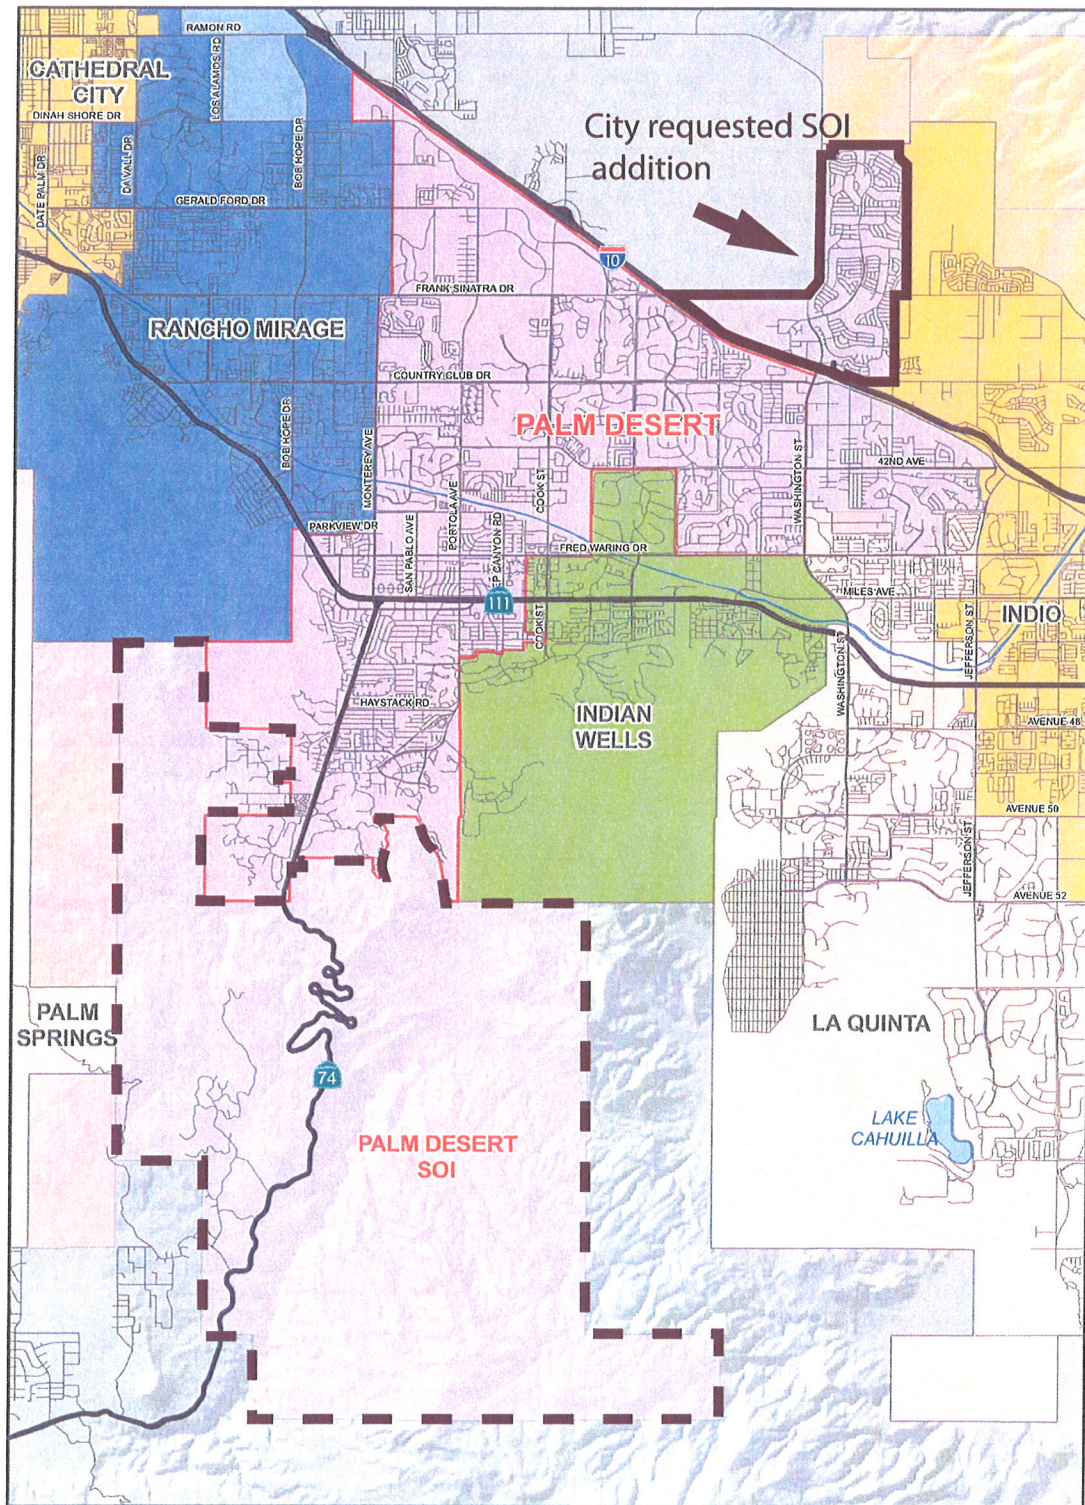 RAMON RD
CATHEDRAL
CITY
LOS ALAMOS RD
DINAH SHORE DR
DA VALL DR
DATE PALM DR
BOB HOPE DR
GERALD FORD DR
City requested SOI
addition
10
FRANK SINATRA DR
RANCHO MIRAGE
COUNTRY CLUB DR
BOB HOPE DR
MONTEREY AVE
PALM DESERT
WASHINGTON ST
42ND AVE
PORTOLA AVE
COOK ST
PARKVIEW DR
SAN PABLO AVE
EP CANYON RD
FRED WARING DR
111
MILES AVE
COOK ST
JEFFERSON ST
INDIO
WASHINGTON ST
HAYSTACK RD
INDIAN
WELLS
AVENUE 48
AVENUE 50
JEFFERSON ST
AVENUE 52
PALM
SPRINGS
LA QUINTA
74
LAKE
CAHUILLA
PALM DESERT
SOI